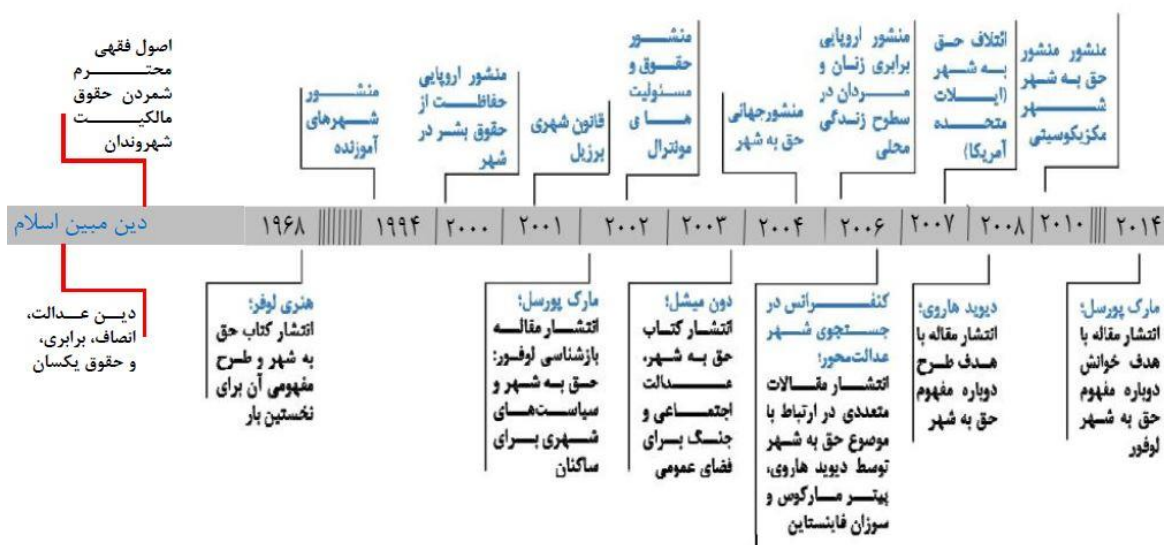 اصول فقهی
محترم
شمردن حقوق
مالکیت
شهروندان
منشور
شهرهای
آموزنده
منشور اروپایی
حفاظت از
حقوق بشر در
شهر
قانون شهری
برزیل
منشور
حقوق و
مسئولیت
ها ی
مونترال
منشورجهانی
حق به شهر
منشور اروپایی
برابری زنان و
مردان در
سطوح زندگی
محلی
ائتلاف حق
به شهر
(ایلات
متحده
آمریکا)
منشور منشور
حق به شهر
شهر
مکزیکوسیتی
دین مبین اسلام
۱۹۶۸ ۱۹۹۴ ۲۰۰۰ ۲۰۰۱ ۲۰۰۲ ۲۰۰۳ ۲۰۰۴ ۲۰۰۶ ۲۰۰۷ ۲۰۰۸ ۲۰۱۰ ۲۰۱۴
دین عدالت،
انصاف، برابری،
و حقوق یکسان
هنری لوفر؛
انتشار کتاب حق
به شهر و طرح
مفهومی آن برای
نخستین بار
مارک پورسل؛
انتشار مقاله
بازشناسی لوفور:
حق به شهر و
سیاست‌های
شهری برای
ساکنان
دون میشل؛
انتشار کتاب
حق به شهر،
عدالت
اجتماعی و
جنگ برای
فضای عمومی
کنفرانس در
جستجوی شهر
عدالت‌محور؛
انتشار مقالات
متعددی در ارتباط با
موضوع حق به شهر
توسط دیوید هاروی،
پیتر مارکوس و
سوزان فاینستاین
دیوید هاروی؛
انتشار مقاله با
هدف طرح
دوباره مفهوم
حق به شهر
مارک پورسل؛
انتشار مقاله با
هدف خوانش
دوباره مفهوم
حق به شهر
لوفور